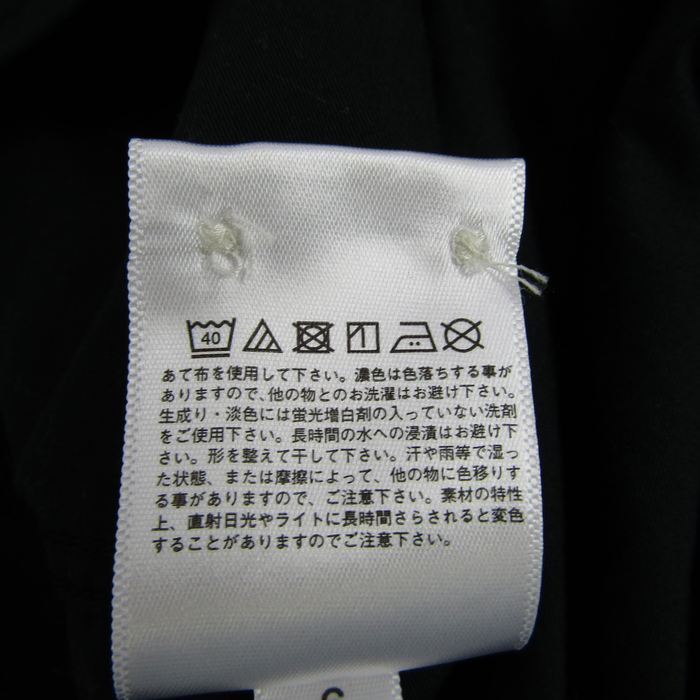 40
あて布を使用して下さい。濃色は色落ちする事が
ありますので、他の物とのお洗濯はお避け下さい。
生成り・淡色には蛍光増白剤の入っていない洗剤
をご使用下さい。長時間の水への浸漬はお避け下
さい。形を整えて干して下さい。汗や雨等で湿っ
た状態、または摩擦によって、他の物に色移りす
る事がありますので、ご注意下さい。素材の特性
上、直射日光やライトに長時間さらされると変色
することがありますのでご注意下さい。